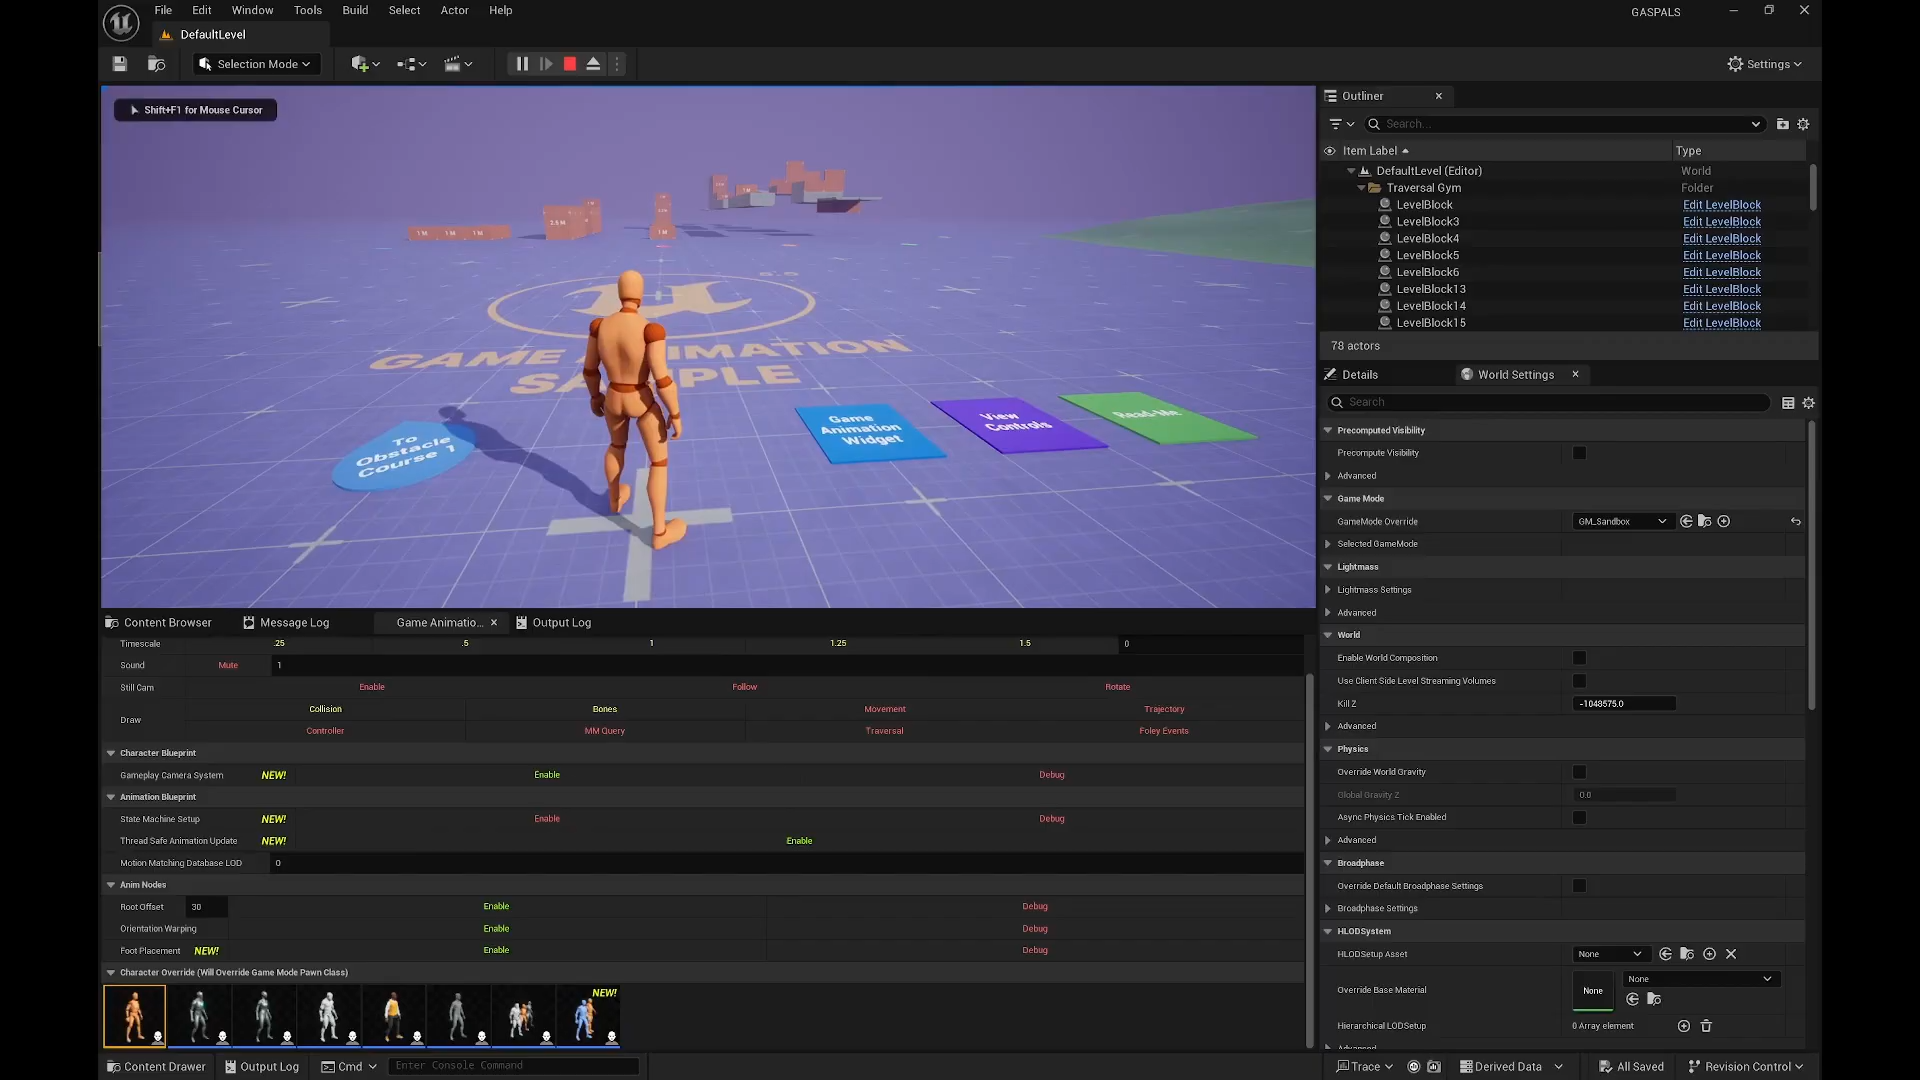 File Edit Window Tools Build Select Actor Help
GASPALS
DefaultLevel
Selection Mode
Settings
Shift+F1 for Mouse Cursor
1 M 1 M 1 M
2.5 M
1 M
GAME ANIMATION
SAMPLE
To
Obstacle
Course 1
Game
Animation
Widget
View
Controls
Read-Me
Outliner
Search...
Item Label Type
DefaultLevel (Editor) World
Traversal Gym Folder
LevelBlock Edit LevelBlock
LevelBlock3 Edit LevelBlock
LevelBlock4 Edit LevelBlock
LevelBlock5 Edit LevelBlock
LevelBlock6 Edit LevelBlock
LevelBlock13 Edit LevelBlock
LevelBlock14 Edit LevelBlock
LevelBlock15 Edit LevelBlock
78 actors
Details World Settings
Search
Precomputed Visibility
Precompute Visibility
Advanced
Game Mode
GameMode Override GM_Sandbox
Selected GameMode
Lightmass
Lightmass Settings
Advanced
World
Enable World Composition
Use Client Side Level Streaming Volumes
Kill Z -1048575.0
Advanced
Physics
Override World Gravity
Global Gravity Z 0.0
Async Physics Tick Enabled
Advanced
Broadphase
Override Default Broadphase Settings
Broadphase Settings
HLODSystem
HLODSetup Asset None
None
Override Base Material None
Hierarchical LODSetup 0 Array element
Advanced
Content Browser Message Log Game Animatio... Output Log
Timescale .25 .5 1 1.25 1.5 0
Sound Mute 1
Still Cam Enable Follow Rotate
Draw Collision Bones Movement Trajectory
Controller MM Query Traversal Foley Events
Character Blueprint
Gameplay Camera System NEW! Enable Debug
Animation Blueprint
State Machine Setup NEW! Enable Debug
Thread Safe Animation Update NEW! Enable
Motion Matching Database LOD 0
Anim Nodes
Root Offset 30 Enable Debug
Orientation Warping Enable Debug
Foot Placement NEW! Enable Debug
Character Override (Will Override Game Mode Pawn Class)
NEW!
Content Drawer Output Log Cmd Enter Console Command
Trace Derived Data All Saved Revision Control